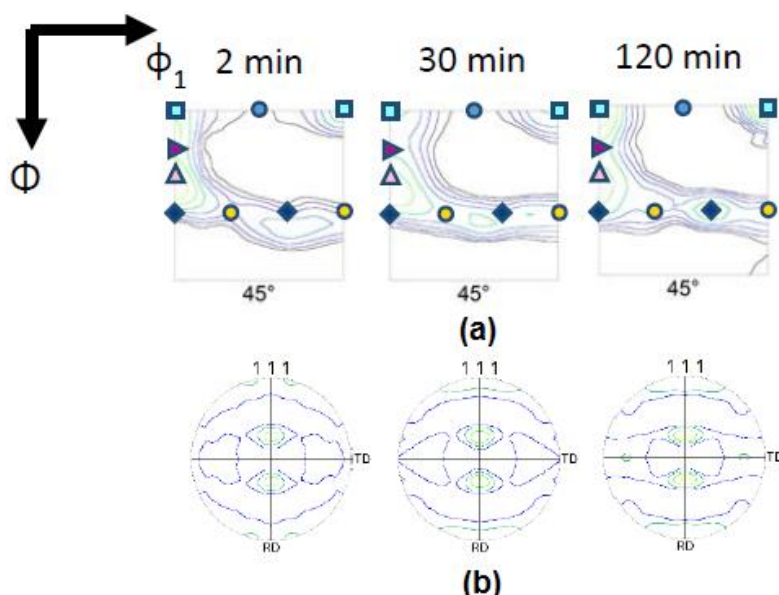 ϕ1 2 min 30 min 120 min
Φ
45° 45° 45°
(a)
111 111 111
TD TD TD
RD RD RD
(b)